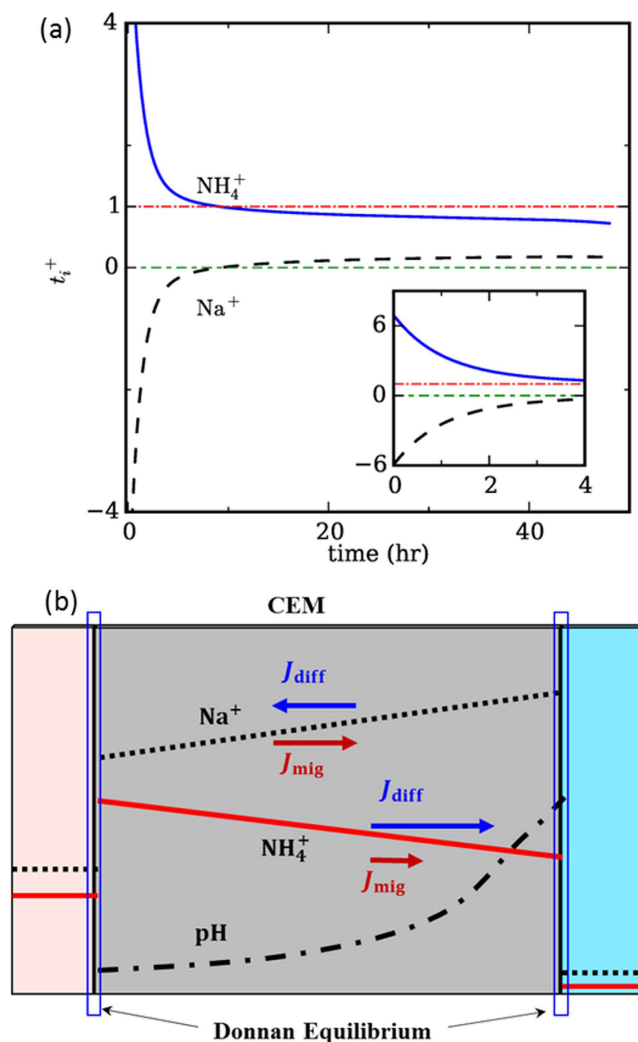 (a)
4
NH₄⁺
1
tᵢ⁺
0
Na⁺
6
0
−6
0
2
4
−4
0
20
40
time (hr)
(b)
CEM
J_diff
Na⁺
J_mig
J_diff
NH₄⁺
J_mig
pH
Donnan Equilibrium